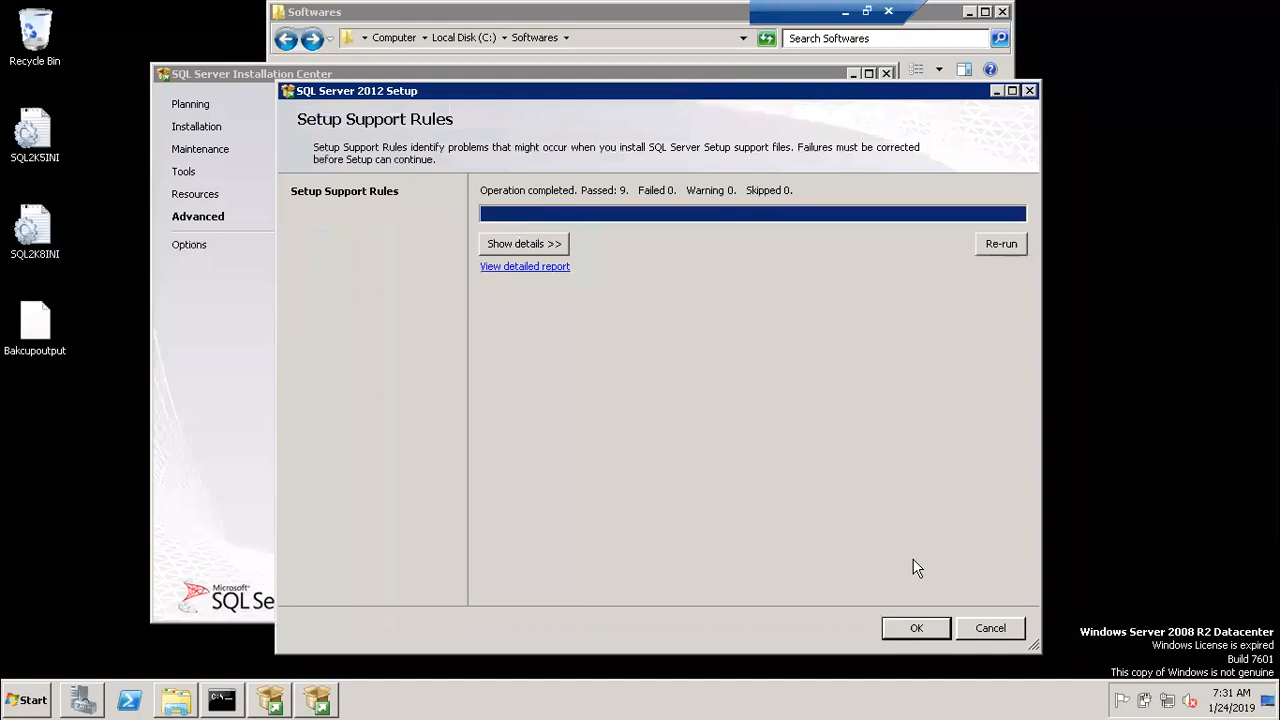 Recycle Bin
SQL2K5INI
SQL2K8INI
Bakcupoutput
Softwares
Computer
Local Disk (C:)
Softwares
Search Softwares
SQL Server Installation Center
Planning
Installation
Maintenance
Tools
Resources
Advanced
Options
Microsoft
SQL Se
SQL Server 2012 Setup
Setup Support Rules
Setup Support Rules identify problems that might occur when you install SQL Server Setup support files. Failures must be corrected
before Setup can continue.
Setup Support Rules
Operation completed. Passed: 9. Failed 0. Warning 0. Skipped 0.
Show details >>
Re-run
View detailed report
OK
Cancel
Windows Server 2008 R2 Datacenter
Windows License is expired
Build 7601
This copy of Windows is not genuine
Start
C:\
7:31 AM
1/24/2019